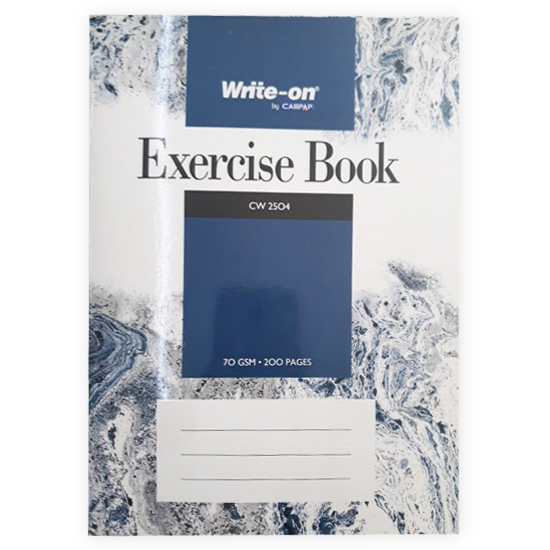 Write-on®
by CAMPAP
Exercise Book
CW 2504
70 GSM • 200 PAGES